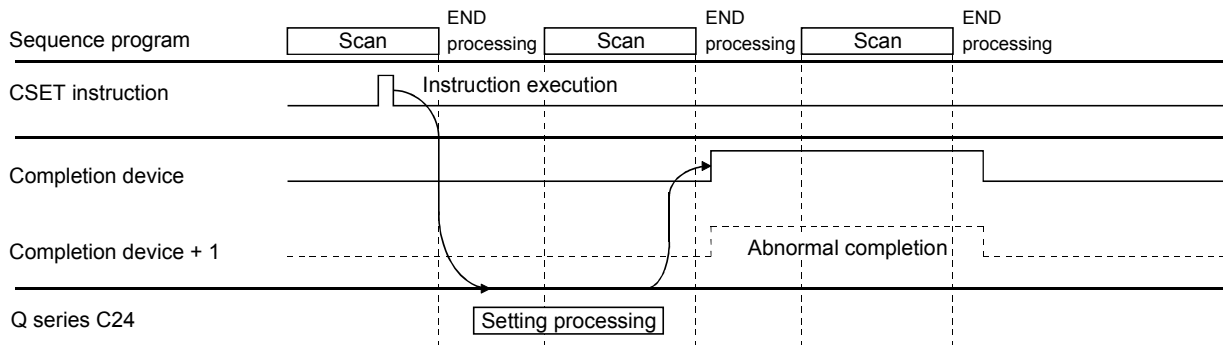 Sequence program
Scan
END
processing
Scan
END
processing
Scan
END
processing
CSET instruction
Instruction execution
Completion device
Completion device + 1
Abnormal completion
Q series C24
Setting processing